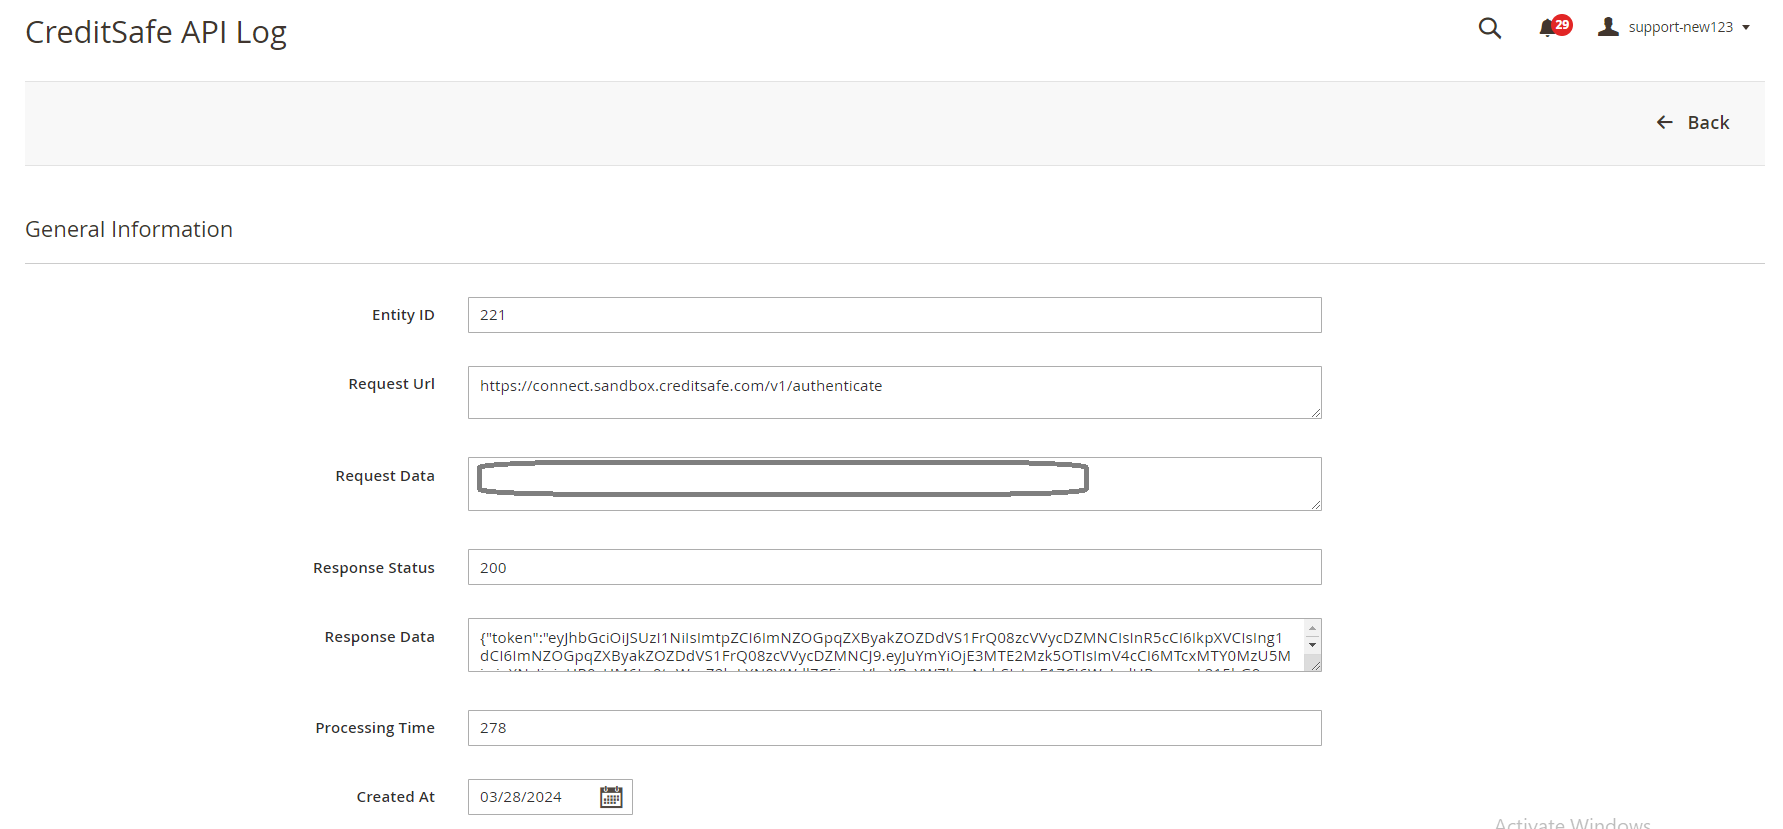 CreditSafe API Log
29
support-new123
Back
General Information
Entity ID
221
Request Url
https://connect.sandbox.creditsafe.com/v1/authenticate
Request Data
Response Status
200
Response Data
{"token":"eyJhbGciOiJSUzI1NiIsImtpZCI6ImNZOGpqZXByakZOZDdVS1FrQ08zcVVycDZMNCIsInR5cCI6IkpXVCIsIng1
dCI6ImNZOGpqZXByakZOZDdVS1FrQ08zcVVycDZMNCJ9.eyJuYmYiOjE3MTE2Mzk5OTIsImV4cCI6MTcxMTY0MzU5M
Processing Time
278
Created At
03/28/2024
Activate Windows